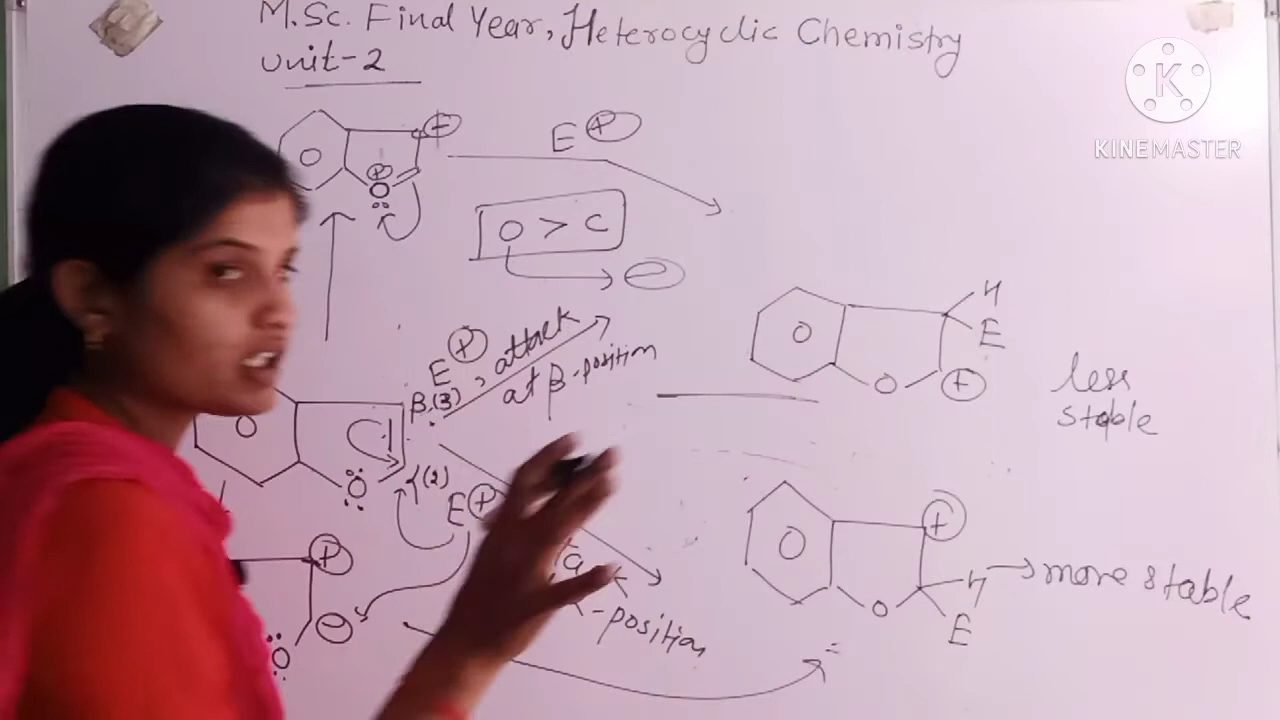 M.Sc. Final Year, Heterocyclic Chemistry
Unit-2
K
KINEMASTER
E⊕
O > C
⊖
E⊕, attack
at β-position
β.(3)
α(2)
E⊕
-position
H
E
O
⊕
less
stable
⊕
H → more stable
O
E
⊕
⊖
O